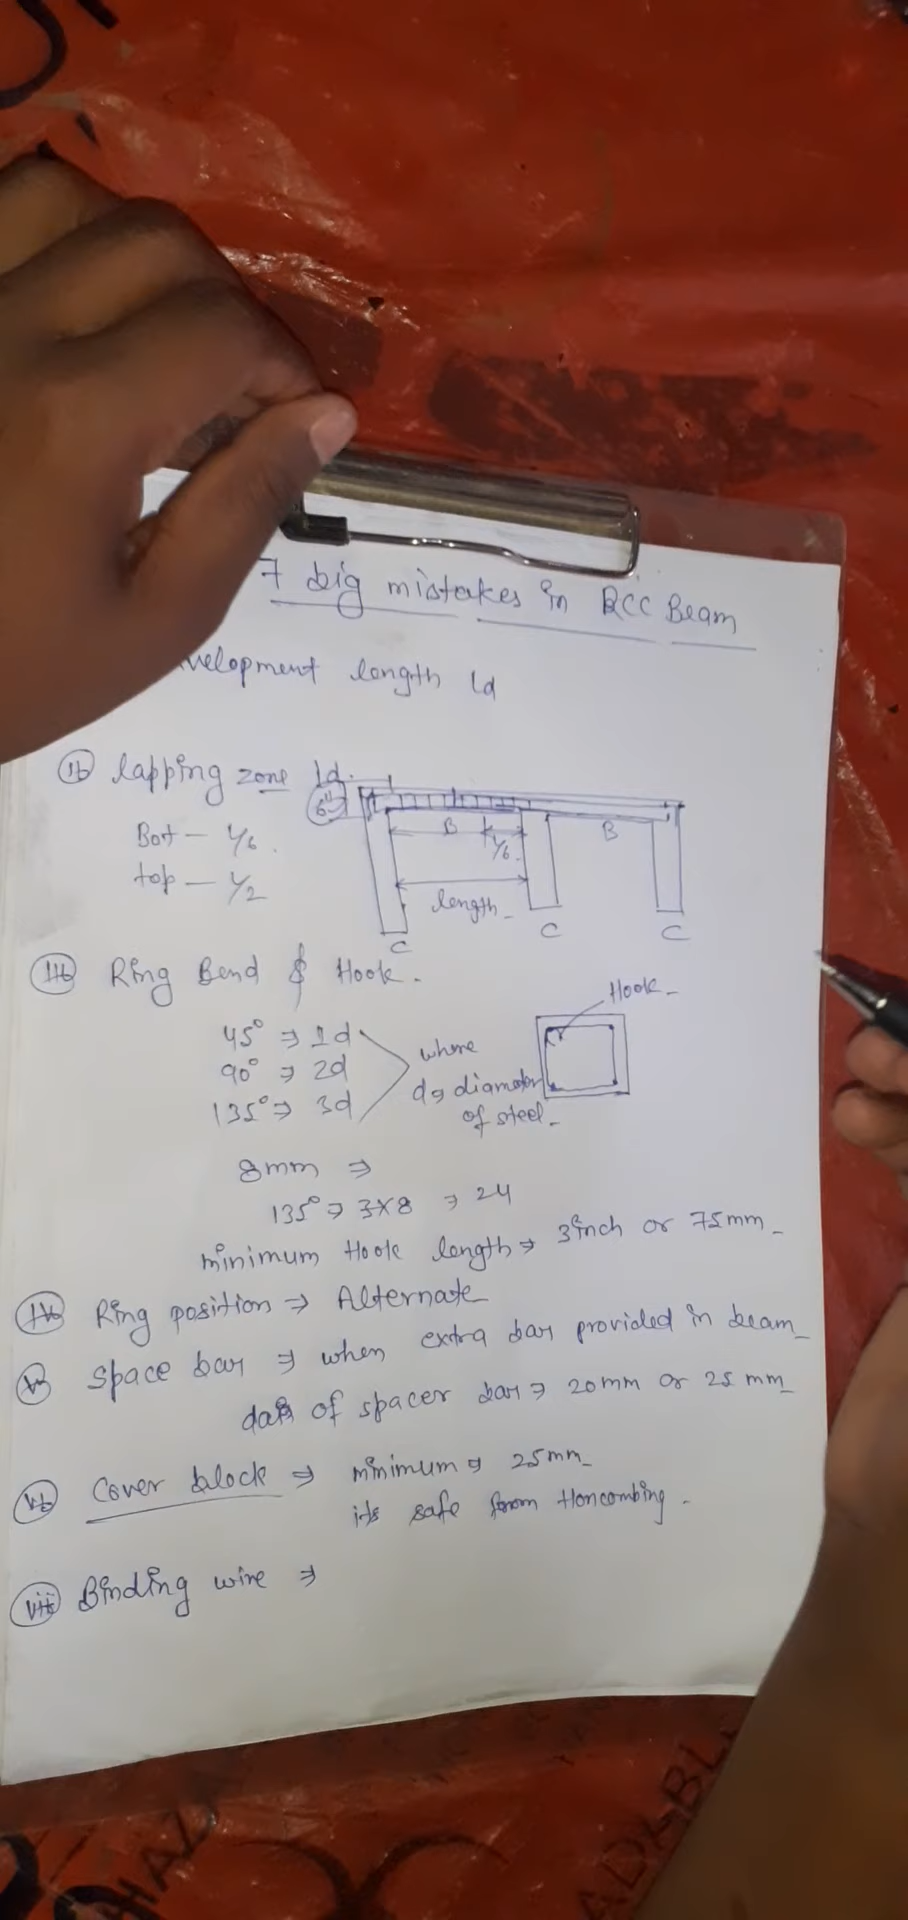 7 big mistakes in RCC Beam
velopment length Ld
ii lapping zone ld.
6"
Bot — L/6.
top — L/2
B
L/6.
B
length
C
C
C
iii Ring Bend & Hook.
Hook
45° ⇒ 1d
90° ⇒ 2d
135° ⇒ 3d
where
d ⇒ diameter
of steel
8mm ⇒
135° ⇒ 3×8 ⇒ 24
minimum Hook length ⇒ 3inch or 75mm
iv Ring position ⇒ Alternate
v Space bar ⇒ when extra bar provided in beam
of spacer bar ⇒ 20mm or 25mm
vi Cover block ⇒ minimum ⇒ 25mm
its safe from Honcombing.
vii Binding wire ⇒